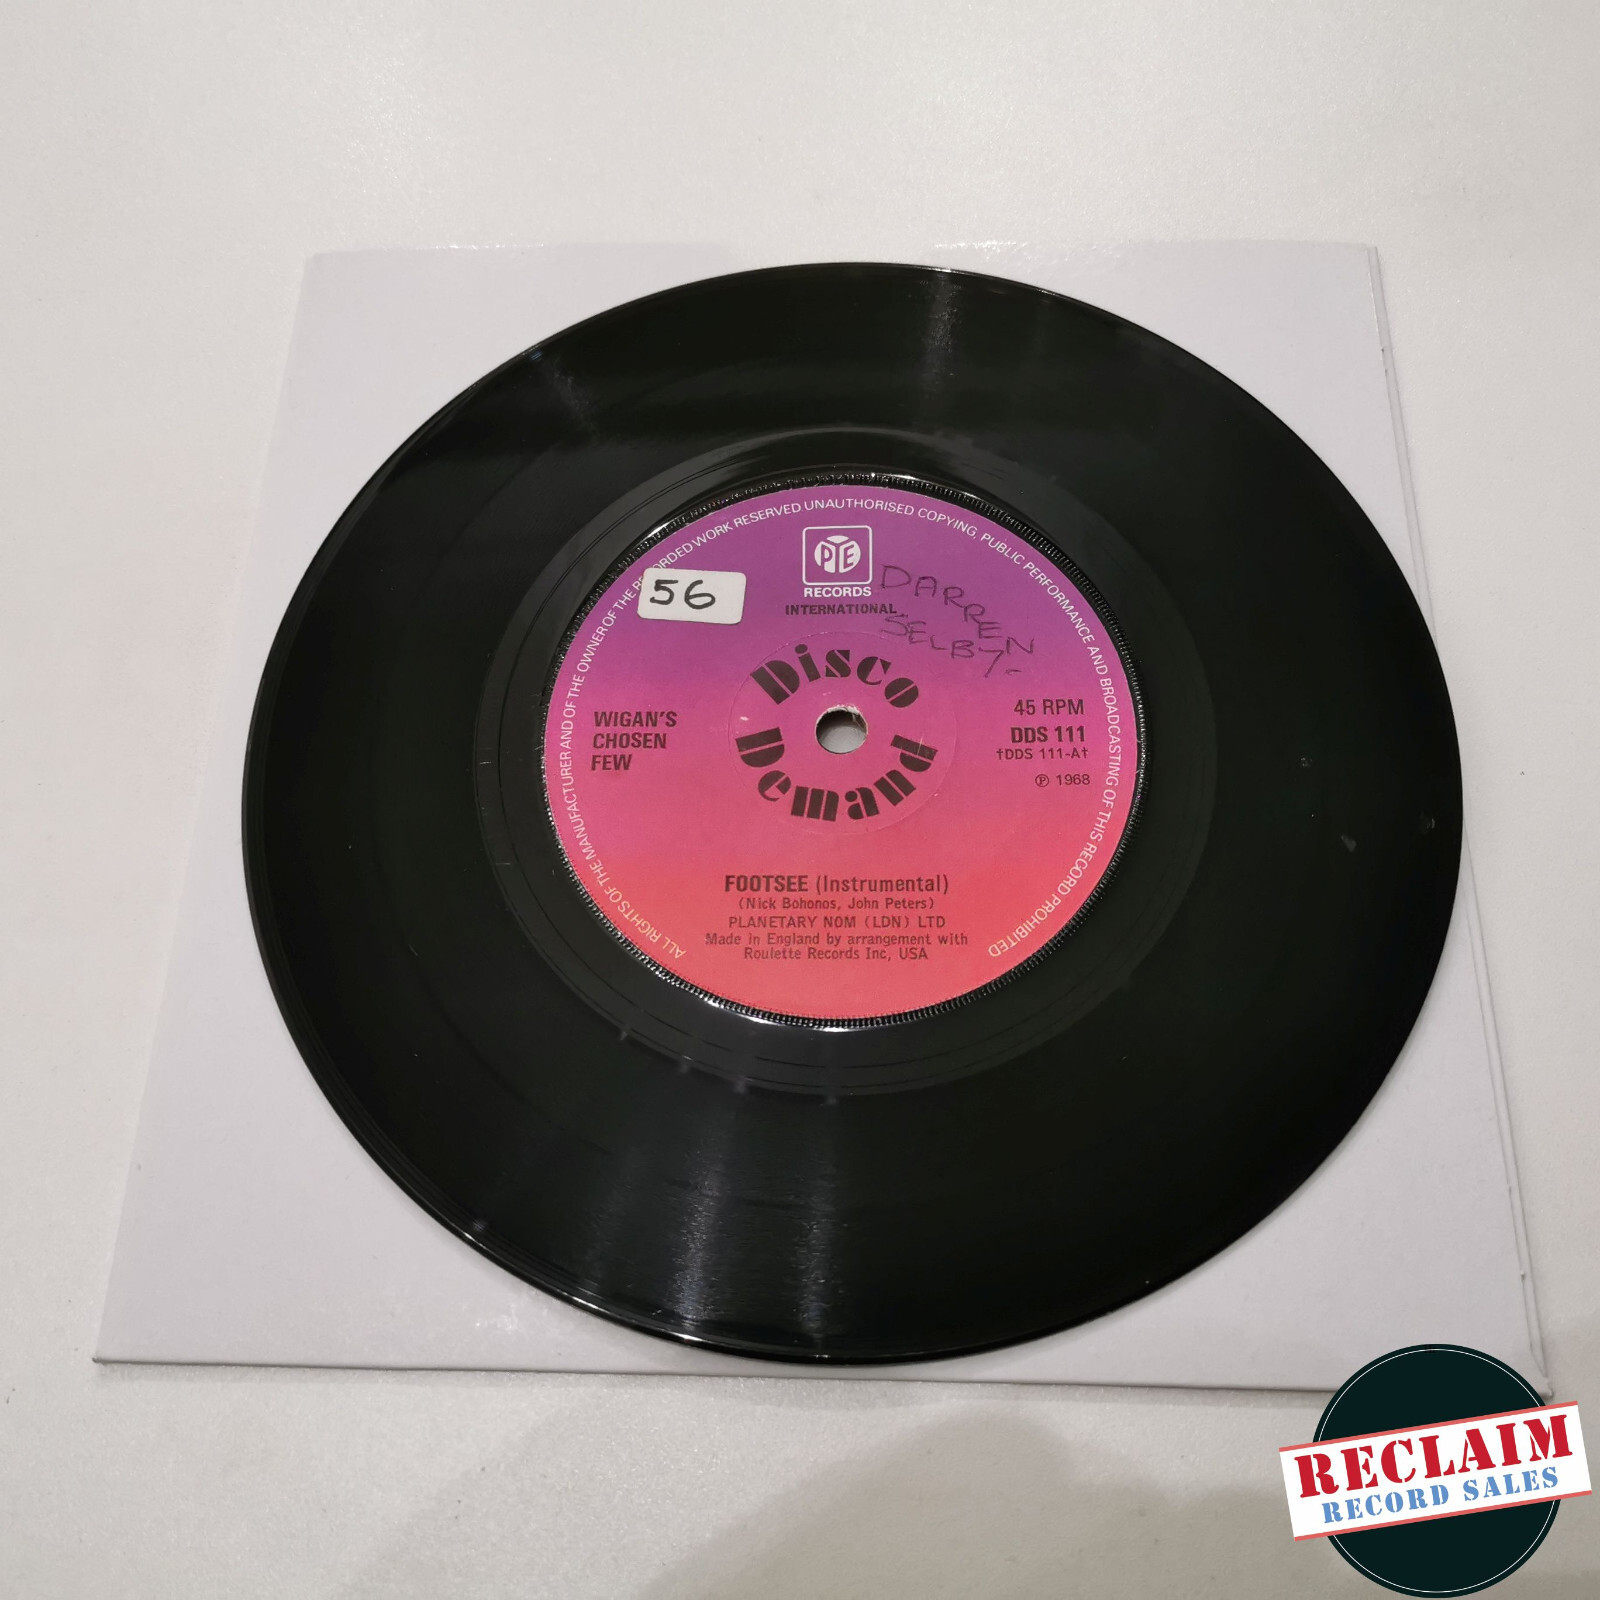 ALL RIGHTS OF THE MANUFACTURER AND OF THE OWNER OF THE RECORDED WORK RESERVED UNAUTHORISED COPYING, PUBLIC PERFORMANCE AND BROADCASTING OF THIS RECORD PROHIBITED
PYE
RECORDS
INTERNATIONAL
56
DARREN
SELBY.
Disco
Demand
WIGAN'S
CHOSEN
FEW
45 RPM
DDS 111
†DDS 111-A†
℗ 1968
FOOTSEE (Instrumental)
(Nick Bohonos, John Peters)
PLANETARY NOM (LDN) LTD
Made in England by arrangement with
Roulette Records Inc, USA
RECLAIM
RECORD SALES